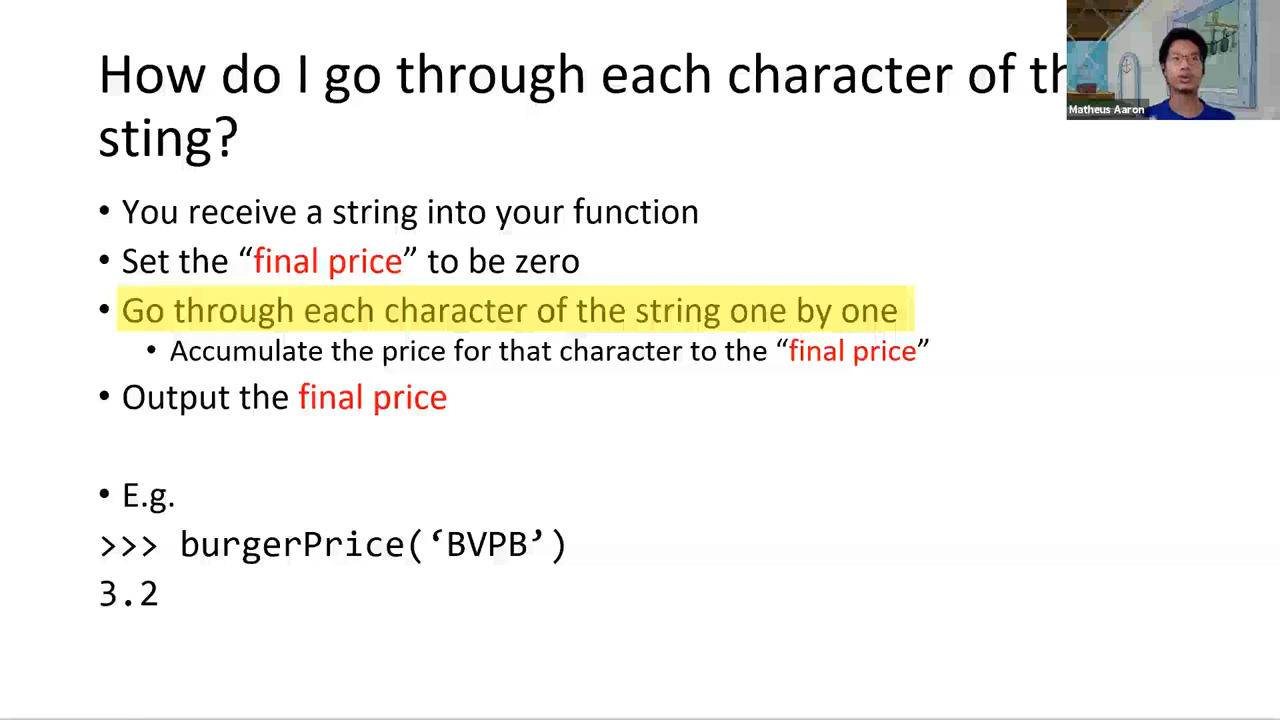 How do I go through each character of th
sting?
• You receive a string into your function
• Set the “final price” to be zero
• Go through each character of the string one by one
• Accumulate the price for that character to the “final price”
• Output the final price
• E.g.
>>> burgerPrice(‘BVPB’)
3.2
Matheus Aaron